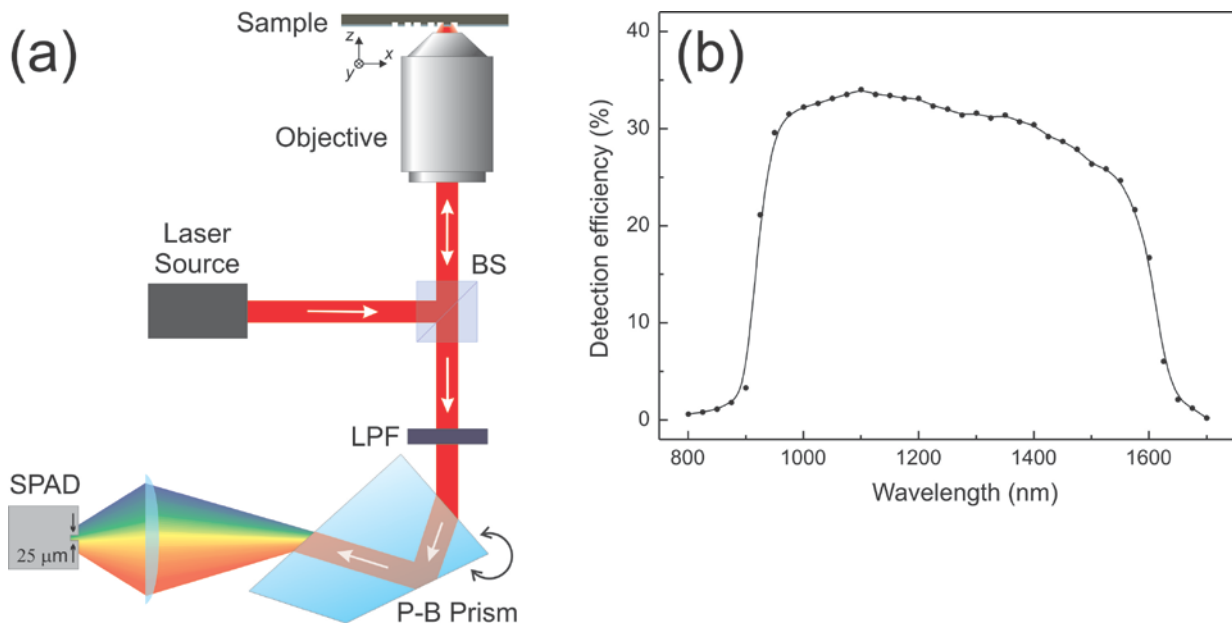 (a)
Sample
z
x
y
Objective
Laser
Source
BS
LPF
SPAD
25 μm
P-B Prism
(b)
Detection efficiency (%)
40
30
20
10
0
800
1000
1200
1400
1600
Wavelength (nm)